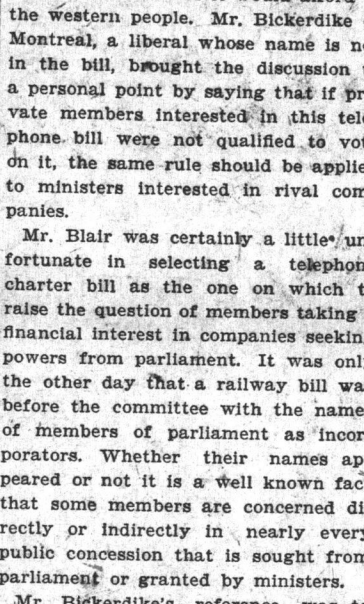 the western people. Mr. Bickerdike
Montreal, a liberal whose name is n
in the bill, brought the discussion
a personal point by saying that if pr
vate members interested in this tel
phone bill were not qualified to vo
on it, the same rule should be applie
to ministers interested in rival com
panies.
Mr. Blair was certainly a little un
fortunate in selecting a telephon
charter bill as the one on which t
raise the question of members taking
financial interest in companies seekin
powers from parliament. It was onl
the other day that a railway bill wa
before the committee with the name
of members of parliament as incor
porators. Whether their names ap
peared or not it is a well known fac
that some members are concerned di
rectly or indirectly in nearly every
public concession that is sought from
parliament or granted by ministers.
Mr. Bickerdike's reference